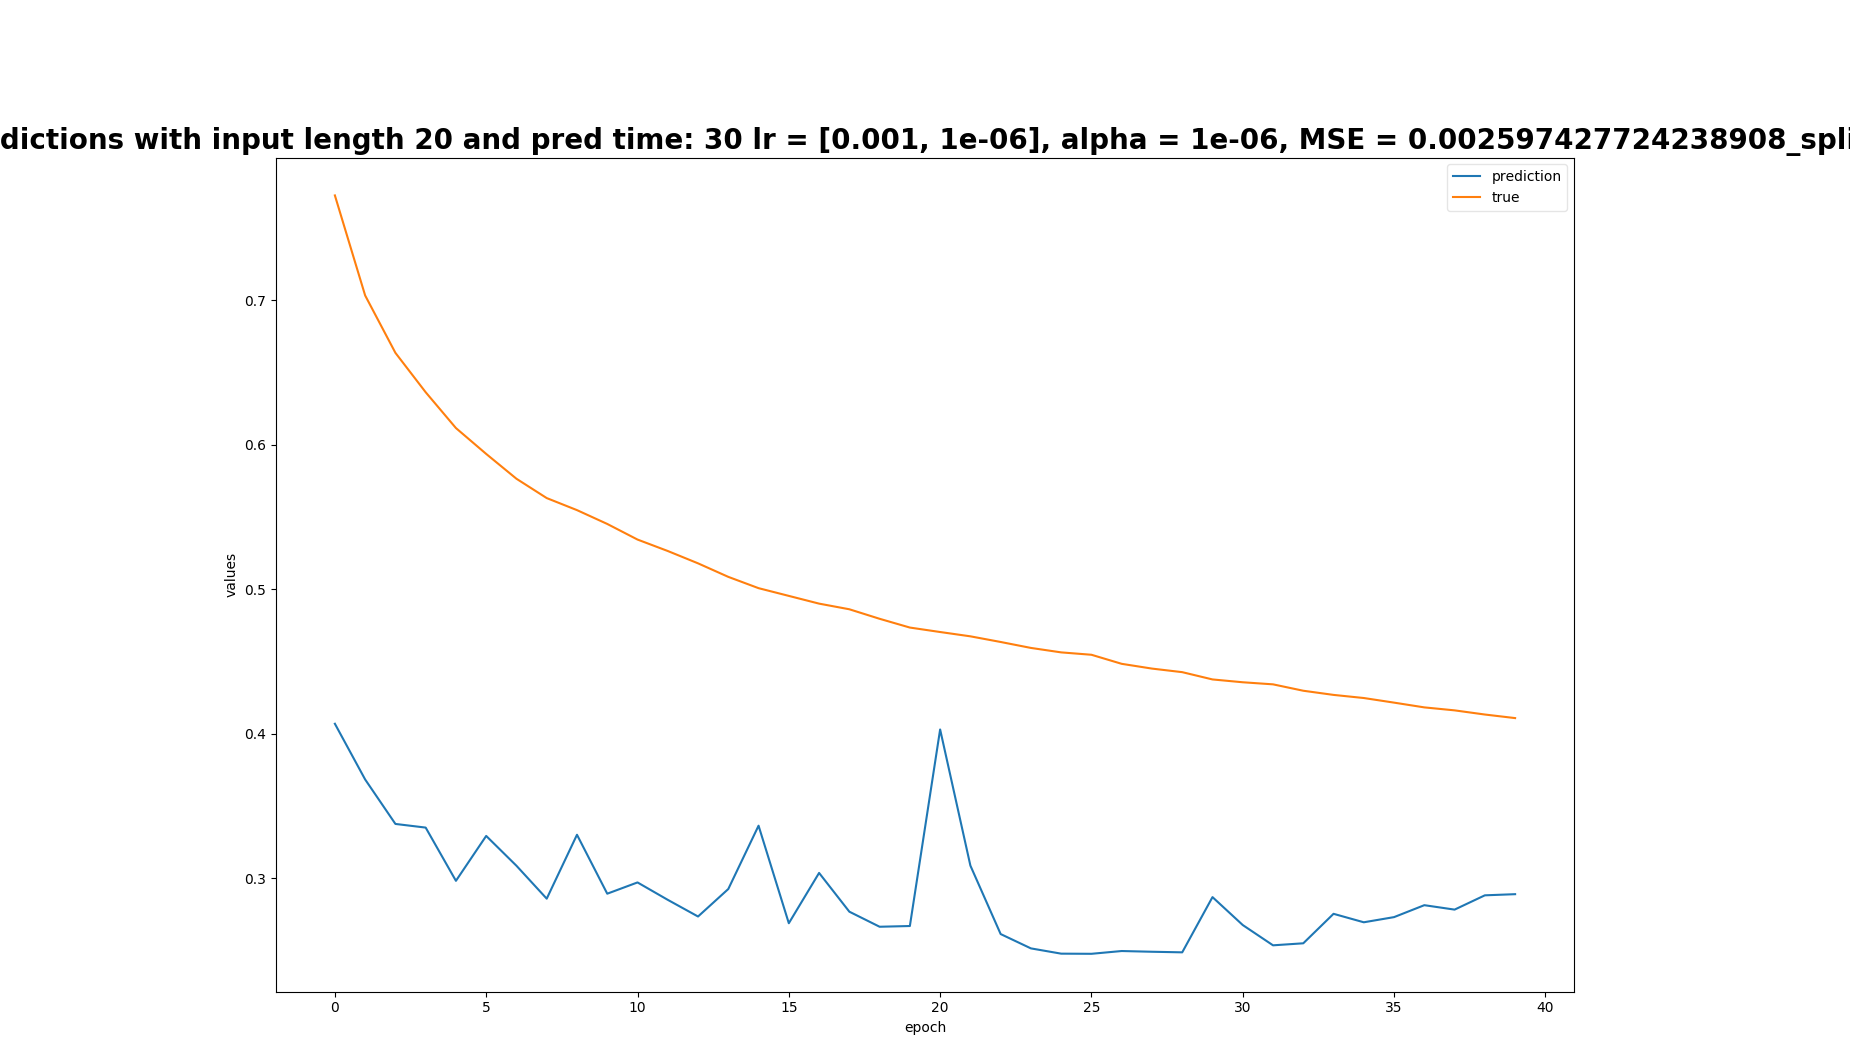 dictions with input length 20 and pred time: 30 lr = [0.001, 1e-06], alpha = 1e-06, MSE = 0.002597427724238908_spli
prediction
true
0.7
0.6
0.5
0.4
0.3
values
0 5 10 15 20 25 30 35 40
epoch